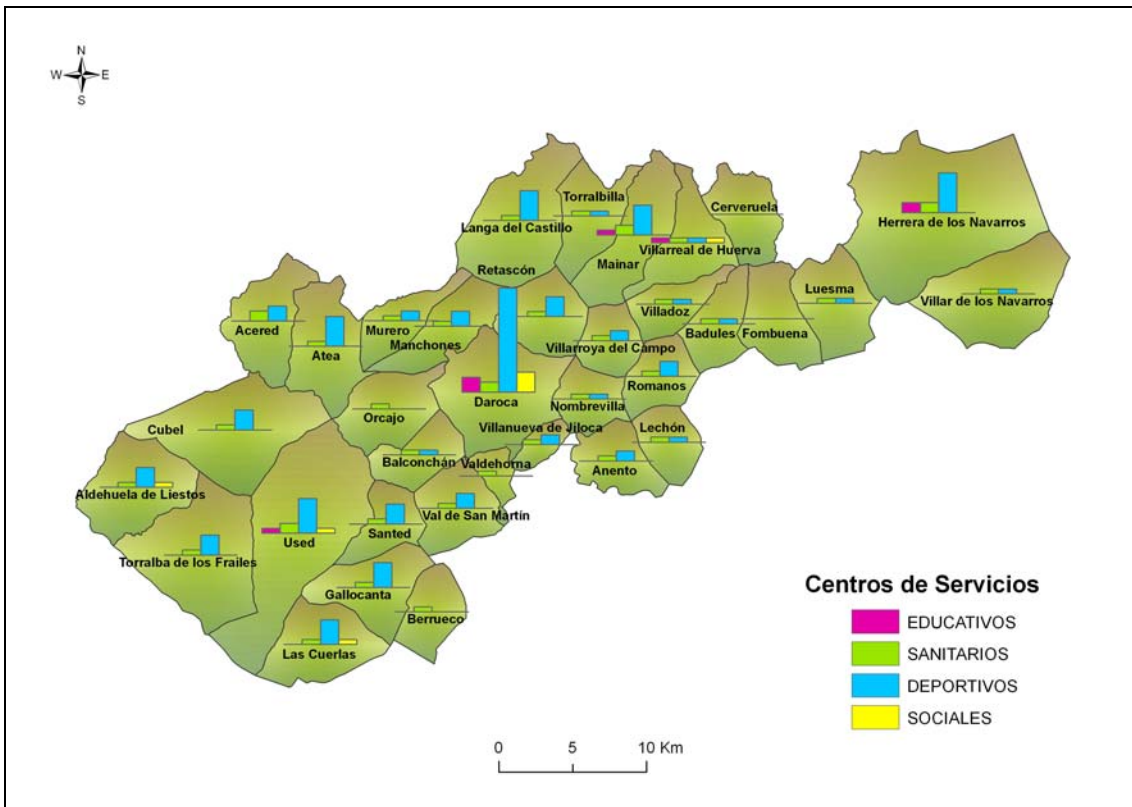 N
W E
S
Torralbilla
Cerveruela
Langa del Castillo
Herrera de los Navarros
Villarreal de Huerva
Mainar
Retascón
Luesma
Villar de los Navarros
Villadoz
Acered
Murero
Badules
Fombuena
Manchones
Villarroya del Campo
Atea
Romanos
Daroca
Nombrevilla
Orcajo
Cubel
Villanueva de Jiloca
Lechón
Balconchán
Valdehorna
Anento
Aldehuela de Liestos
Val de San Martín
Santed
Used
Torralba de los Frailes
Gallocanta
Berrueco
Las Cuerlas
Centros de Servicios
EDUCATIVOS
SANITARIOS
DEPORTIVOS
SOCIALES
0 5 10 Km